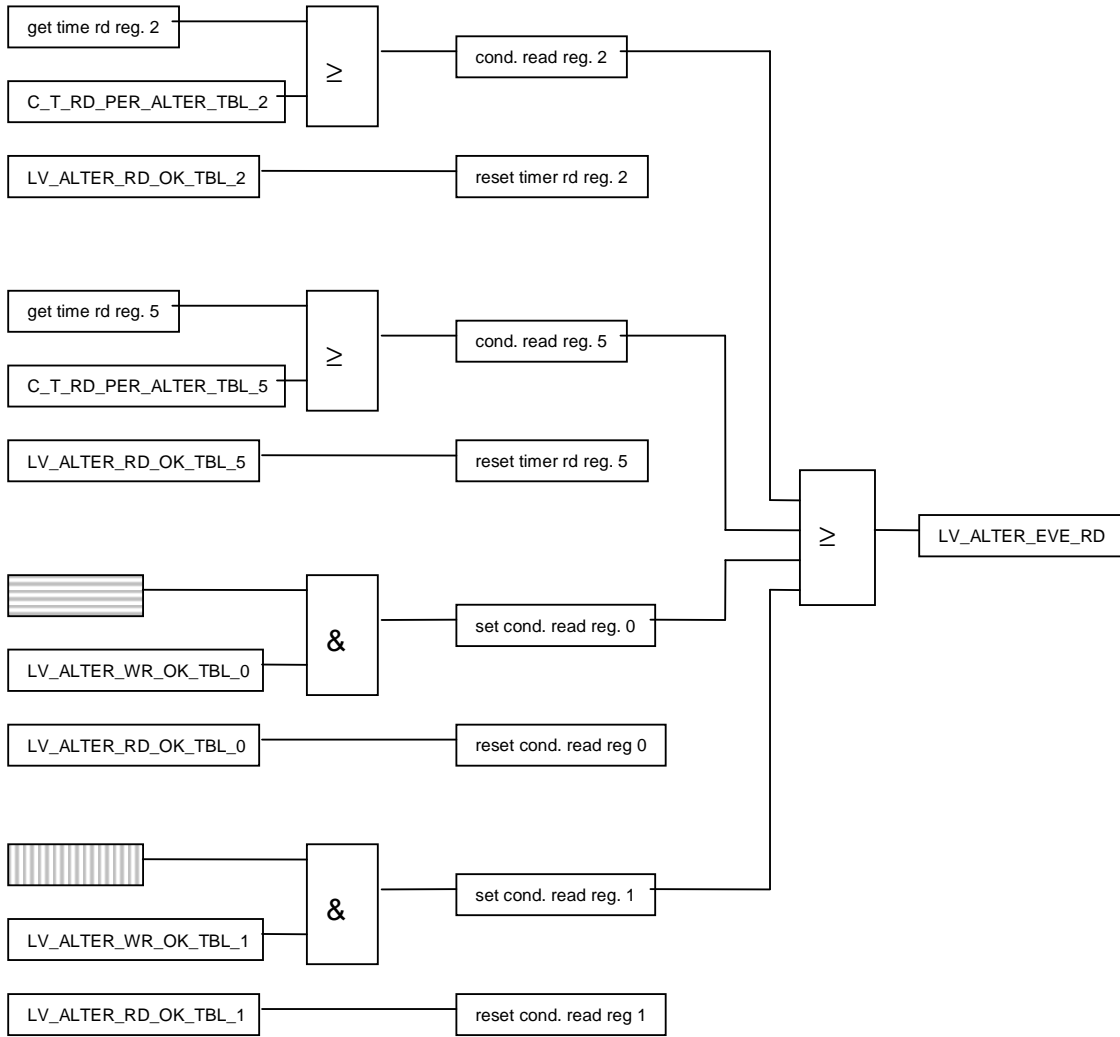 get time rd reg. 2
≥
cond. read reg. 2
C_T_RD_PER_ALTER_TBL_2
LV_ALTER_RD_OK_TBL_2
reset timer rd reg. 2
get time rd reg. 5
≥
cond. read reg. 5
C_T_RD_PER_ALTER_TBL_5
LV_ALTER_RD_OK_TBL_5
reset timer rd reg. 5
≥
LV_ALTER_EVE_RD
&
set cond. read reg. 0
LV_ALTER_WR_OK_TBL_0
LV_ALTER_RD_OK_TBL_0
reset cond. read reg 0
&
set cond. read reg. 1
LV_ALTER_WR_OK_TBL_1
LV_ALTER_RD_OK_TBL_1
reset cond. read reg 1